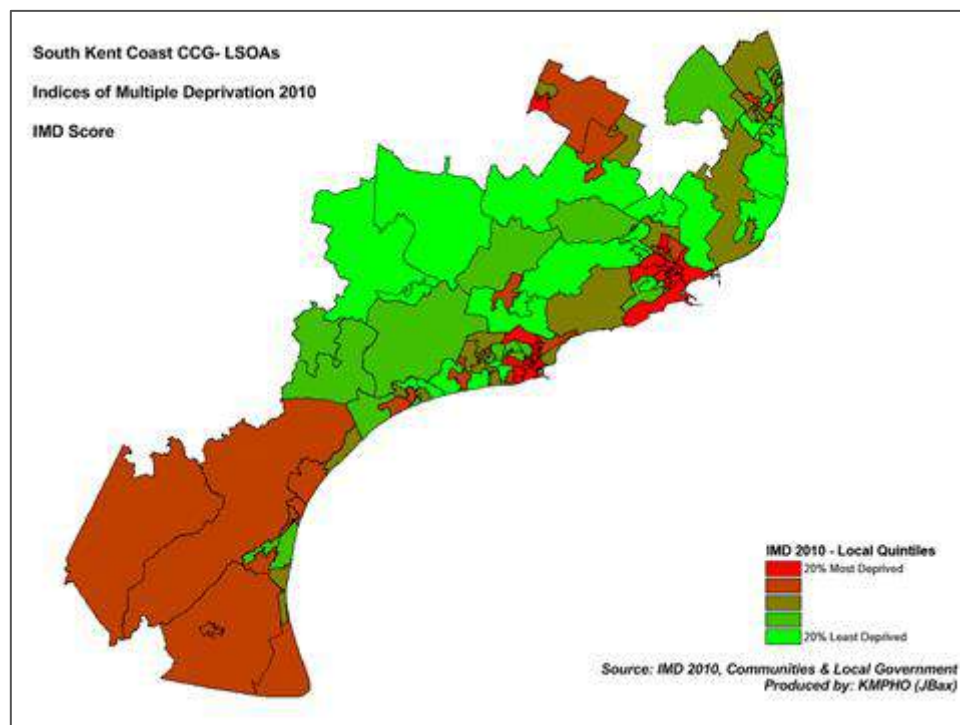 South Kent Coast CCG- LSOAs
Indices of Multiple Deprivation 2010
IMD Score
IMD 2010 - Local Quintiles
20% Most Deprived
20% Least Deprived
Source: IMD 2010, Communities & Local Government
Produced by: KMPHO (JBax)